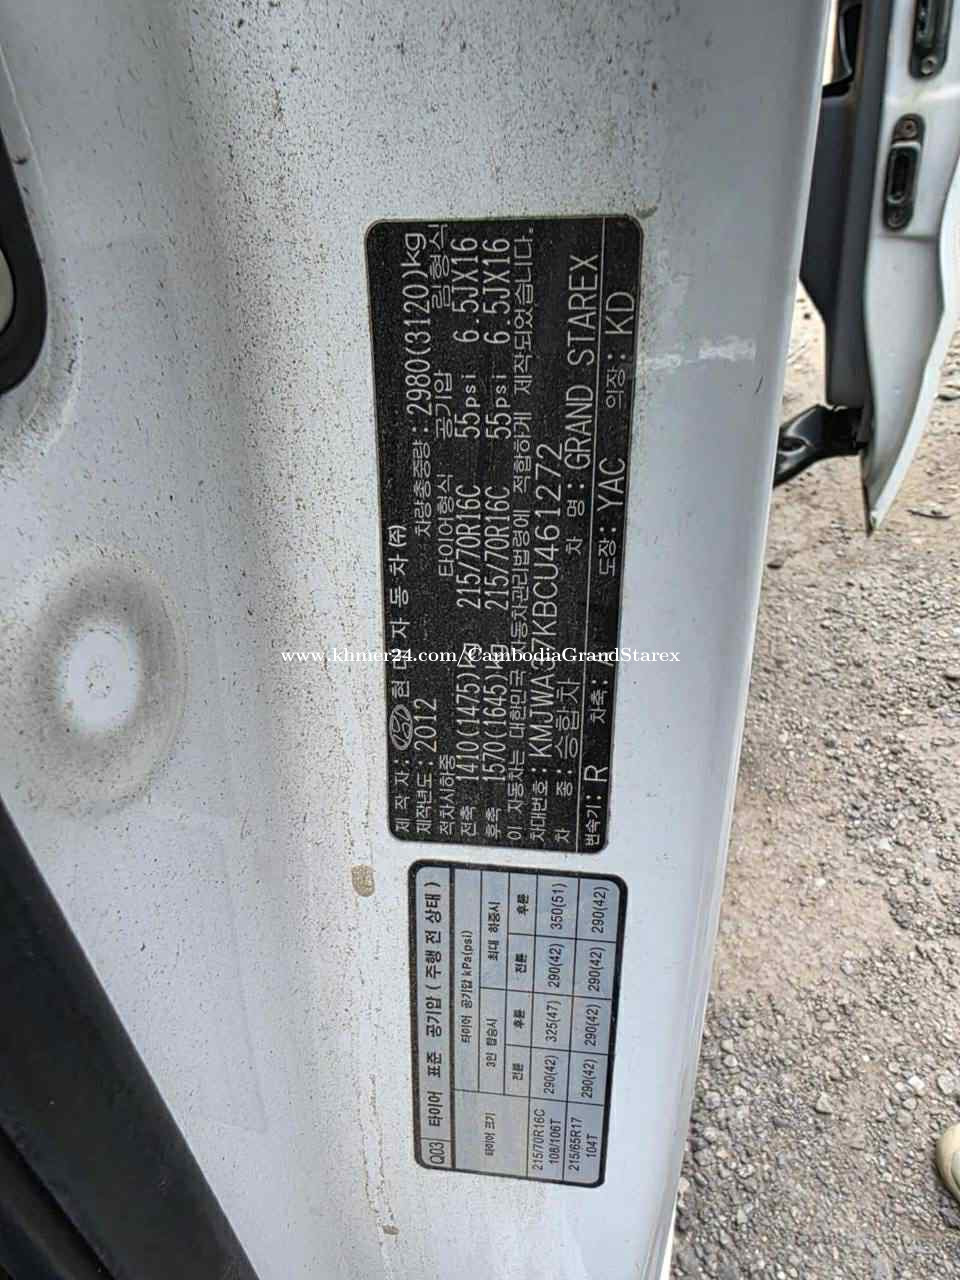 제 작 자 : 현 대 자 동 차 (주)
제작년도 : 2012 차량총중량 : 2980(3120)kg
적차시하중 타이어형식 공기압 림형식
전축 1410(1475)kg 215/70R16C 55psi 6.5JX16
후축 1570(1645)kg 215/70R16C 55psi 6.5JX16
이 자동차는 대한민국 자동차관리법령에 적합하게 제작되었습니다.
차대번호 : KMJWA37KBCU461272
차 종 : 승합차 차 명 : GRAND STAREX
변속기 : R 차축 : 도장 : YAC 의장 : KD
www.khmer24.com/CambodiaGrandStarex
Q03 타이어 표준 공기압 ( 주행 전 상태 )
타이어 크기 타이어 공기압 kPa(psi)
3인 탑승시 최대 하중시
전륜 후륜 전륜 후륜
215/70R16C 290(42) 325(47) 290(42) 350(51)
108/106T
215/65R17 290(42) 290(42) 290(42) 290(42)
104T